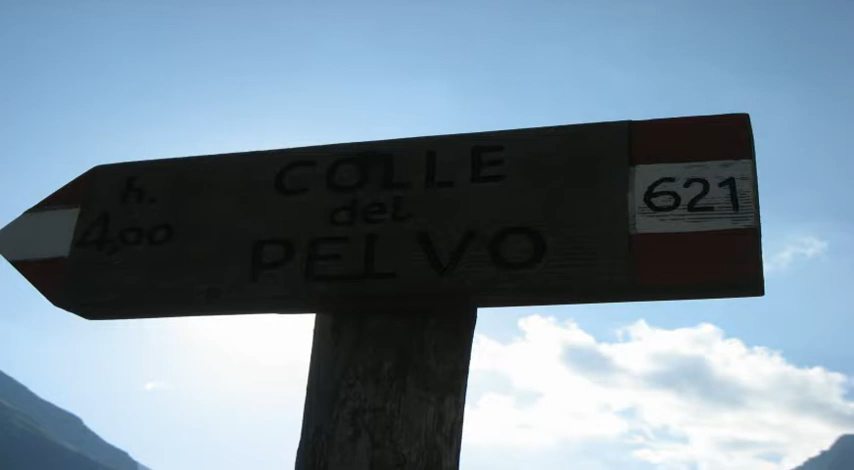 h.
4,00
COLLE
del
PELVO
621